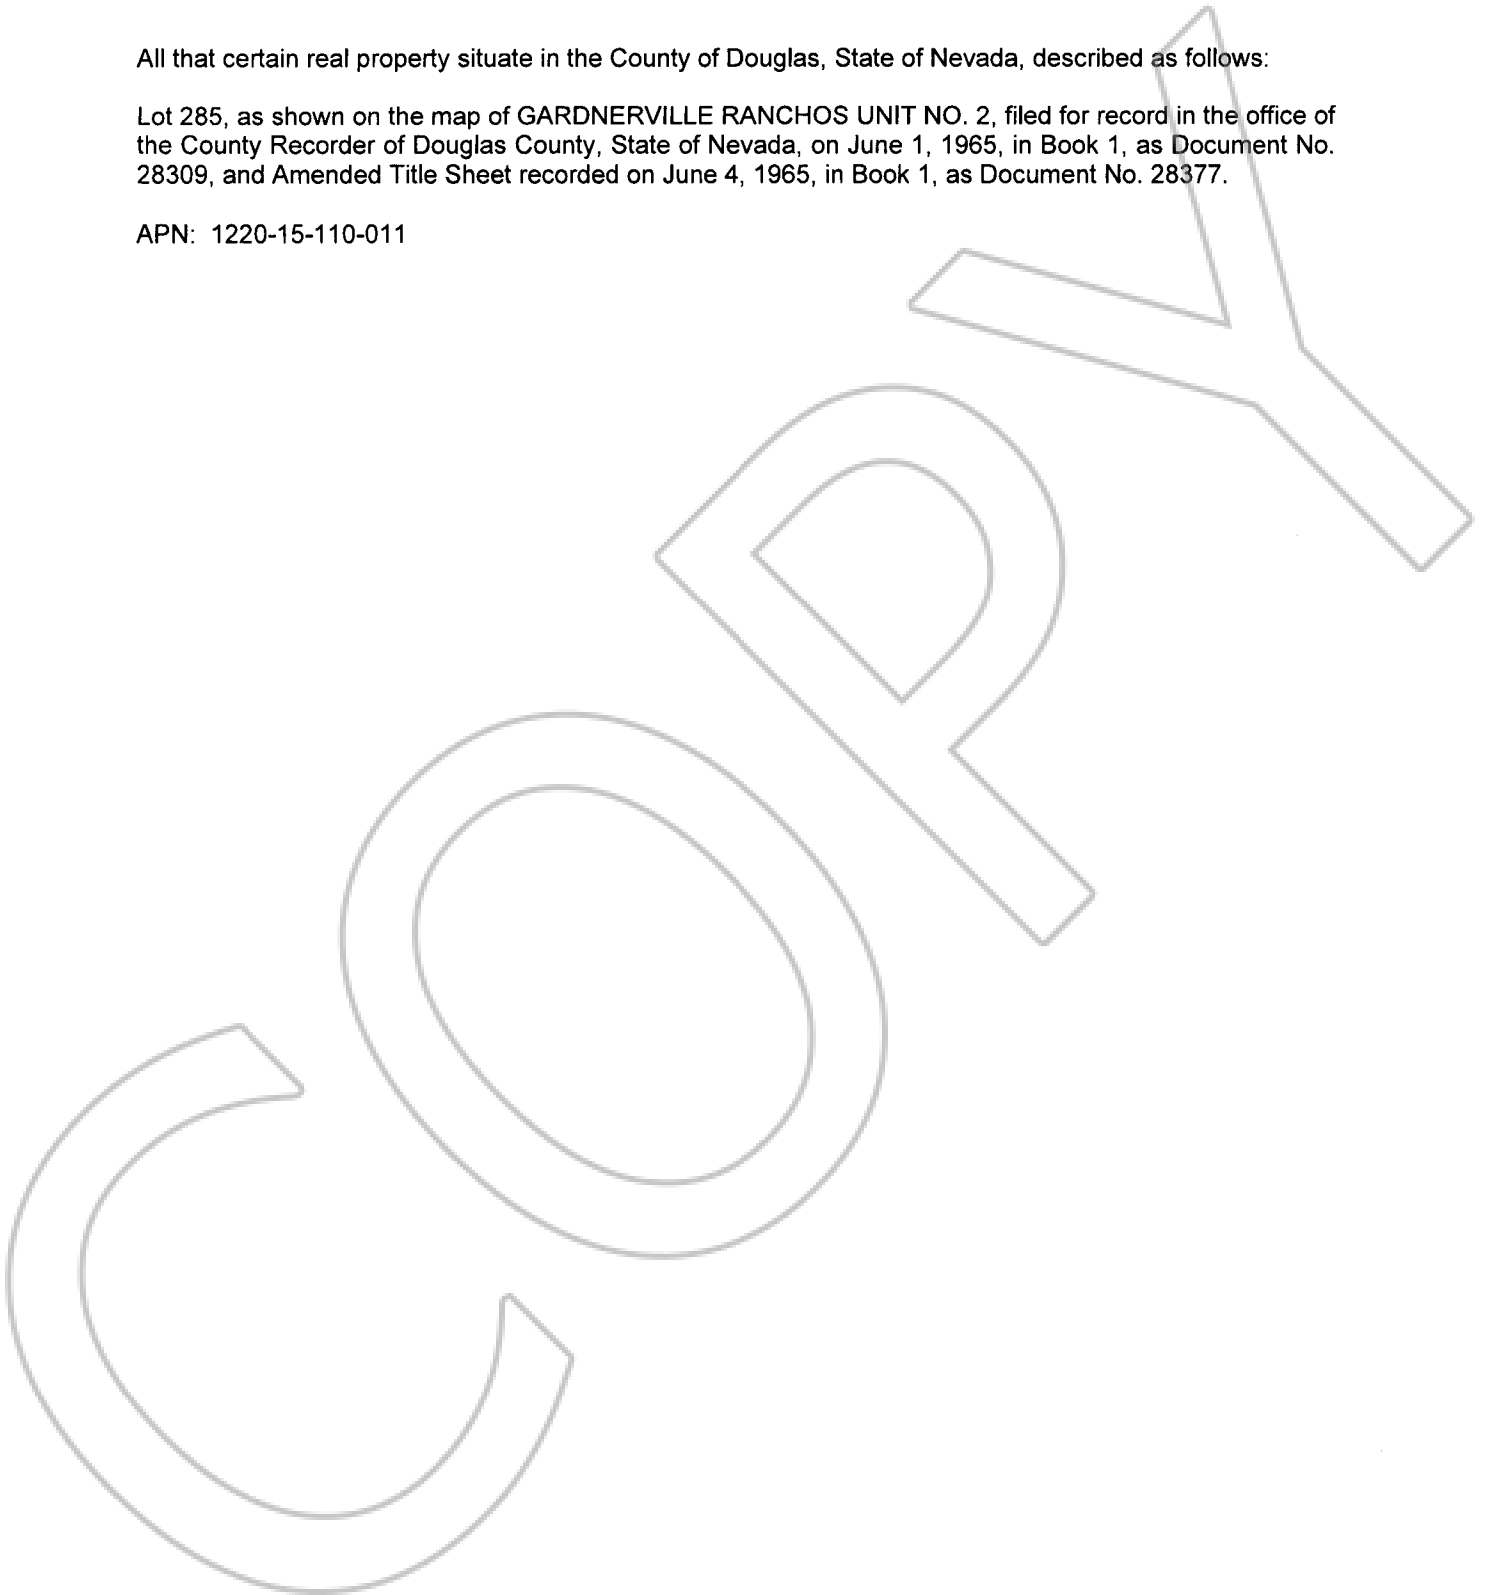 All that certain real property situate in the County of Douglas, State of Nevada, described as follows:
Lot 285, as shown on the map of GARDNERVILLE RANCHOS UNIT NO. 2, filed for record in the office of
the County Recorder of Douglas County, State of Nevada, on June 1, 1965, in Book 1, as Document No.
28309, and Amended Title Sheet recorded on June 4, 1965, in Book 1, as Document No. 28377.
APN: 1220-15-110-011
COPY